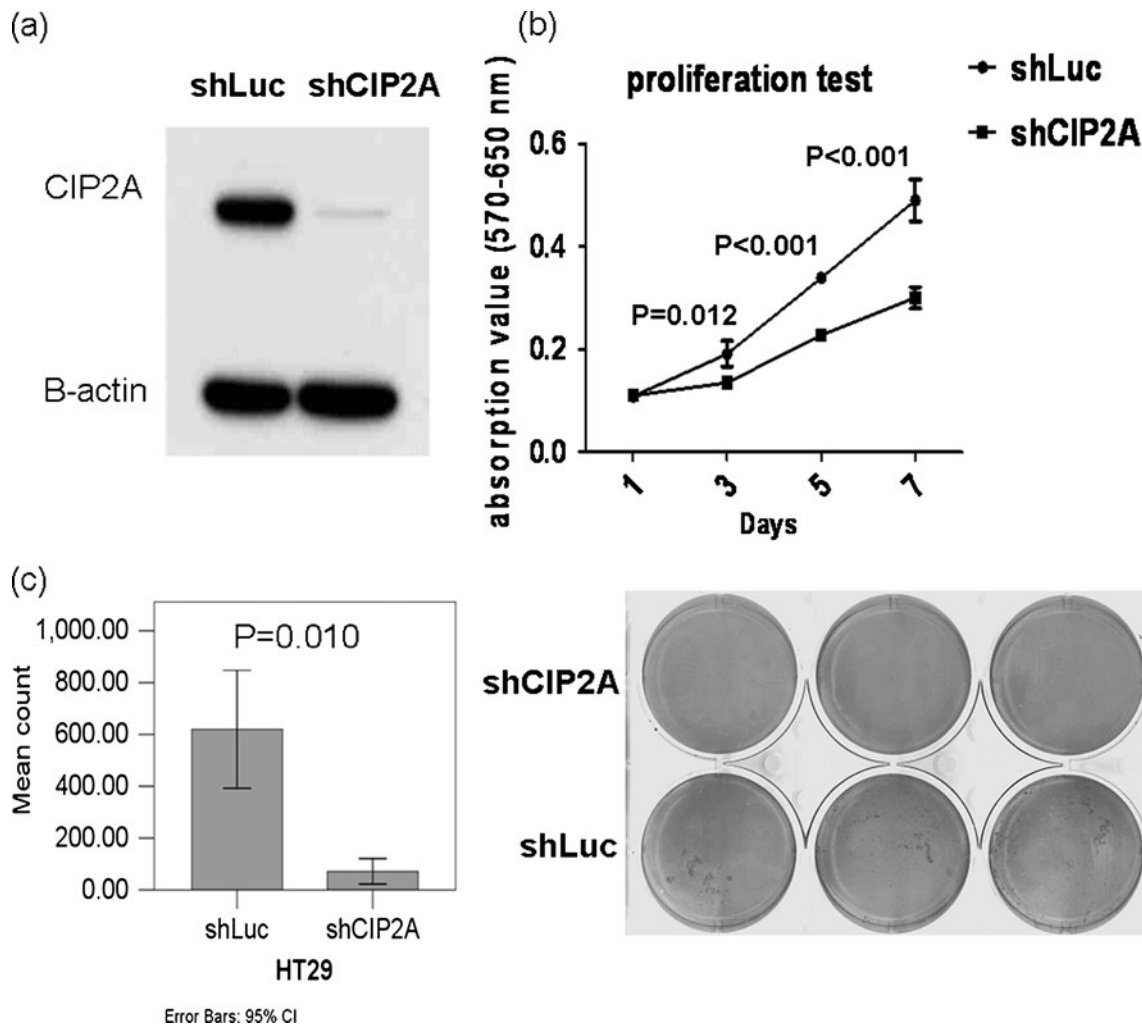 (a)
shLuc shCIP2A
CIP2A
B-actin
(b)
proliferation test
shLuc
shCIP2A
absorption value (570-650 nm)
0.6
0.4
0.2
0.0
P=0.012
P<0.001
P<0.001
1 3 5 7
Days
(c)
Mean count
1,000.00
800.00
600.00
400.00
200.00
0.00
P=0.010
shLuc shCIP2A
HT29
Error Bars: 95% CI
shCIP2A
shLuc